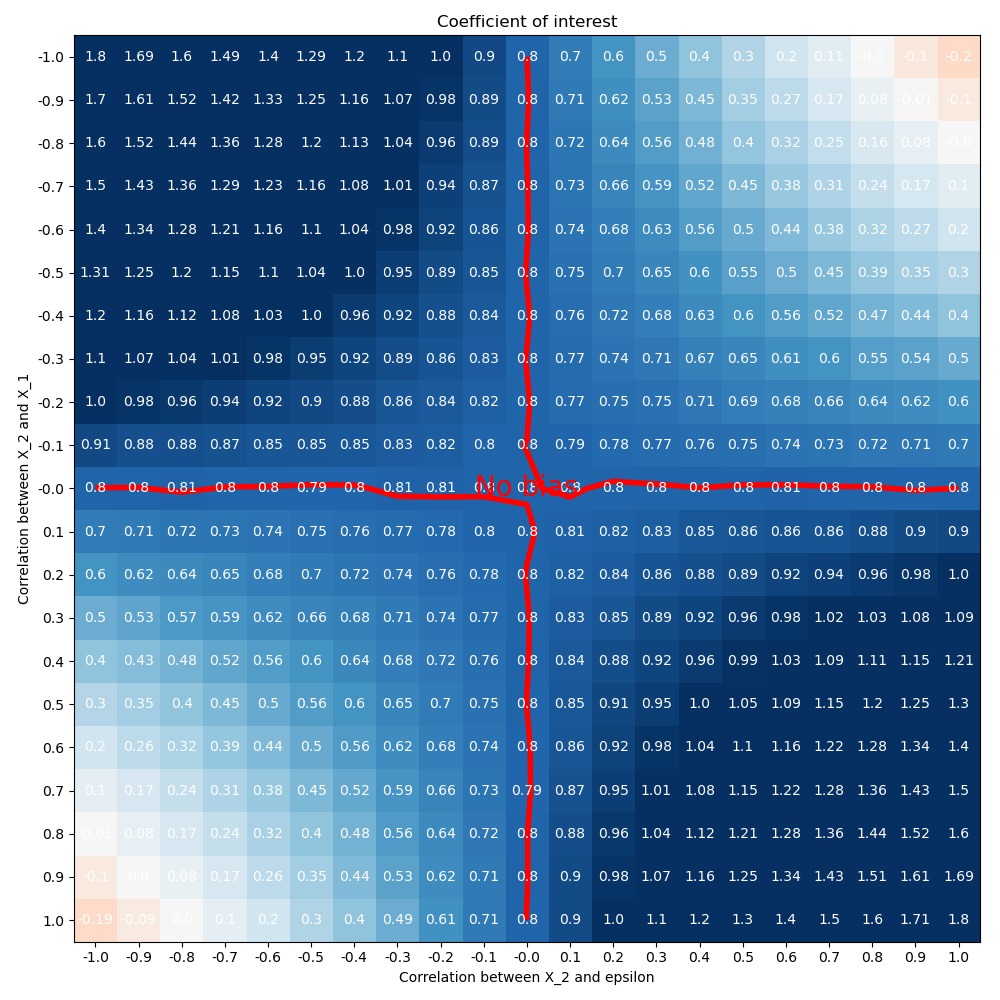 Coefficient of interest
-1.0 1.8 1.69 1.6 1.49 1.4 1.29 1.2 1.1 1.0 0.9 0.8 0.7 0.6 0.5 0.4 0.3 0.2 0.11 -0.0 -0.1 -0.2
-0.9 1.7 1.61 1.52 1.42 1.33 1.25 1.16 1.07 0.98 0.89 0.8 0.71 0.62 0.53 0.45 0.35 0.27 0.17 0.08 -0.01 -0.1
-0.8 1.6 1.52 1.44 1.36 1.28 1.2 1.13 1.04 0.96 0.89 0.8 0.72 0.64 0.56 0.48 0.4 0.32 0.25 0.16 0.08 -0.0
-0.7 1.5 1.43 1.36 1.29 1.23 1.16 1.08 1.01 0.94 0.87 0.8 0.73 0.66 0.59 0.52 0.45 0.38 0.31 0.24 0.17 0.1
-0.6 1.4 1.34 1.28 1.21 1.16 1.1 1.04 0.98 0.92 0.86 0.8 0.74 0.68 0.63 0.56 0.5 0.44 0.38 0.32 0.27 0.2
-0.5 1.31 1.25 1.2 1.15 1.1 1.04 1.0 0.95 0.89 0.85 0.8 0.75 0.7 0.65 0.6 0.55 0.5 0.45 0.39 0.35 0.3
-0.4 1.2 1.16 1.12 1.08 1.03 1.0 0.96 0.92 0.88 0.84 0.8 0.76 0.72 0.68 0.63 0.6 0.56 0.52 0.47 0.44 0.4
-0.3 1.1 1.07 1.04 1.01 0.98 0.95 0.92 0.89 0.86 0.83 0.8 0.77 0.74 0.71 0.67 0.65 0.61 0.6 0.55 0.54 0.5
-0.2 1.0 0.98 0.96 0.94 0.92 0.9 0.88 0.86 0.84 0.82 0.8 0.77 0.75 0.75 0.71 0.69 0.68 0.66 0.64 0.62 0.6
-0.1 0.91 0.88 0.88 0.87 0.85 0.85 0.85 0.83 0.82 0.8 0.8 0.79 0.78 0.77 0.76 0.75 0.74 0.73 0.72 0.71 0.7
-0.0 0.8 0.8 0.81 0.8 0.8 0.79 0.8 0.81 0.81 0.8 0.8 0.8 0.8 0.8 0.8 0.8 0.81 0.8 0.8 0.8 0.8
No bias
0.1 0.7 0.71 0.72 0.73 0.74 0.75 0.76 0.77 0.78 0.8 0.8 0.81 0.82 0.83 0.85 0.86 0.86 0.86 0.88 0.9 0.9
0.2 0.6 0.62 0.64 0.65 0.68 0.7 0.72 0.74 0.76 0.78 0.8 0.82 0.84 0.86 0.88 0.89 0.92 0.94 0.96 0.98 1.0
0.3 0.5 0.53 0.57 0.59 0.62 0.66 0.68 0.71 0.74 0.77 0.8 0.83 0.85 0.89 0.92 0.96 0.98 1.02 1.03 1.08 1.09
0.4 0.4 0.43 0.48 0.52 0.56 0.6 0.64 0.68 0.72 0.76 0.8 0.84 0.88 0.92 0.96 0.99 1.03 1.09 1.11 1.15 1.21
0.5 0.3 0.35 0.4 0.45 0.5 0.56 0.6 0.65 0.7 0.75 0.8 0.85 0.91 0.95 1.0 1.05 1.09 1.15 1.2 1.25 1.3
0.6 0.2 0.26 0.32 0.39 0.44 0.5 0.56 0.62 0.68 0.74 0.8 0.86 0.92 0.98 1.04 1.1 1.16 1.22 1.28 1.34 1.4
0.7 0.1 0.17 0.24 0.31 0.38 0.45 0.52 0.59 0.66 0.73 0.79 0.87 0.95 1.01 1.08 1.15 1.22 1.28 1.36 1.43 1.5
0.8 0.01 0.08 0.17 0.24 0.32 0.4 0.48 0.56 0.64 0.72 0.8 0.88 0.96 1.04 1.12 1.21 1.28 1.36 1.44 1.52 1.6
0.9 -0.1 0.0 0.08 0.17 0.26 0.35 0.44 0.53 0.62 0.71 0.8 0.9 0.98 1.07 1.16 1.25 1.34 1.43 1.51 1.61 1.69
1.0 -0.19 -0.09 0.0 0.1 0.2 0.3 0.4 0.49 0.61 0.71 0.8 0.9 1.0 1.1 1.2 1.3 1.4 1.5 1.6 1.71 1.8
-1.0 -0.9 -0.8 -0.7 -0.6 -0.5 -0.4 -0.3 -0.2 -0.1 -0.0 0.1 0.2 0.3 0.4 0.5 0.6 0.7 0.8 0.9 1.0
Correlation between X_2 and epsilon
Correlation between X_2 and X_1